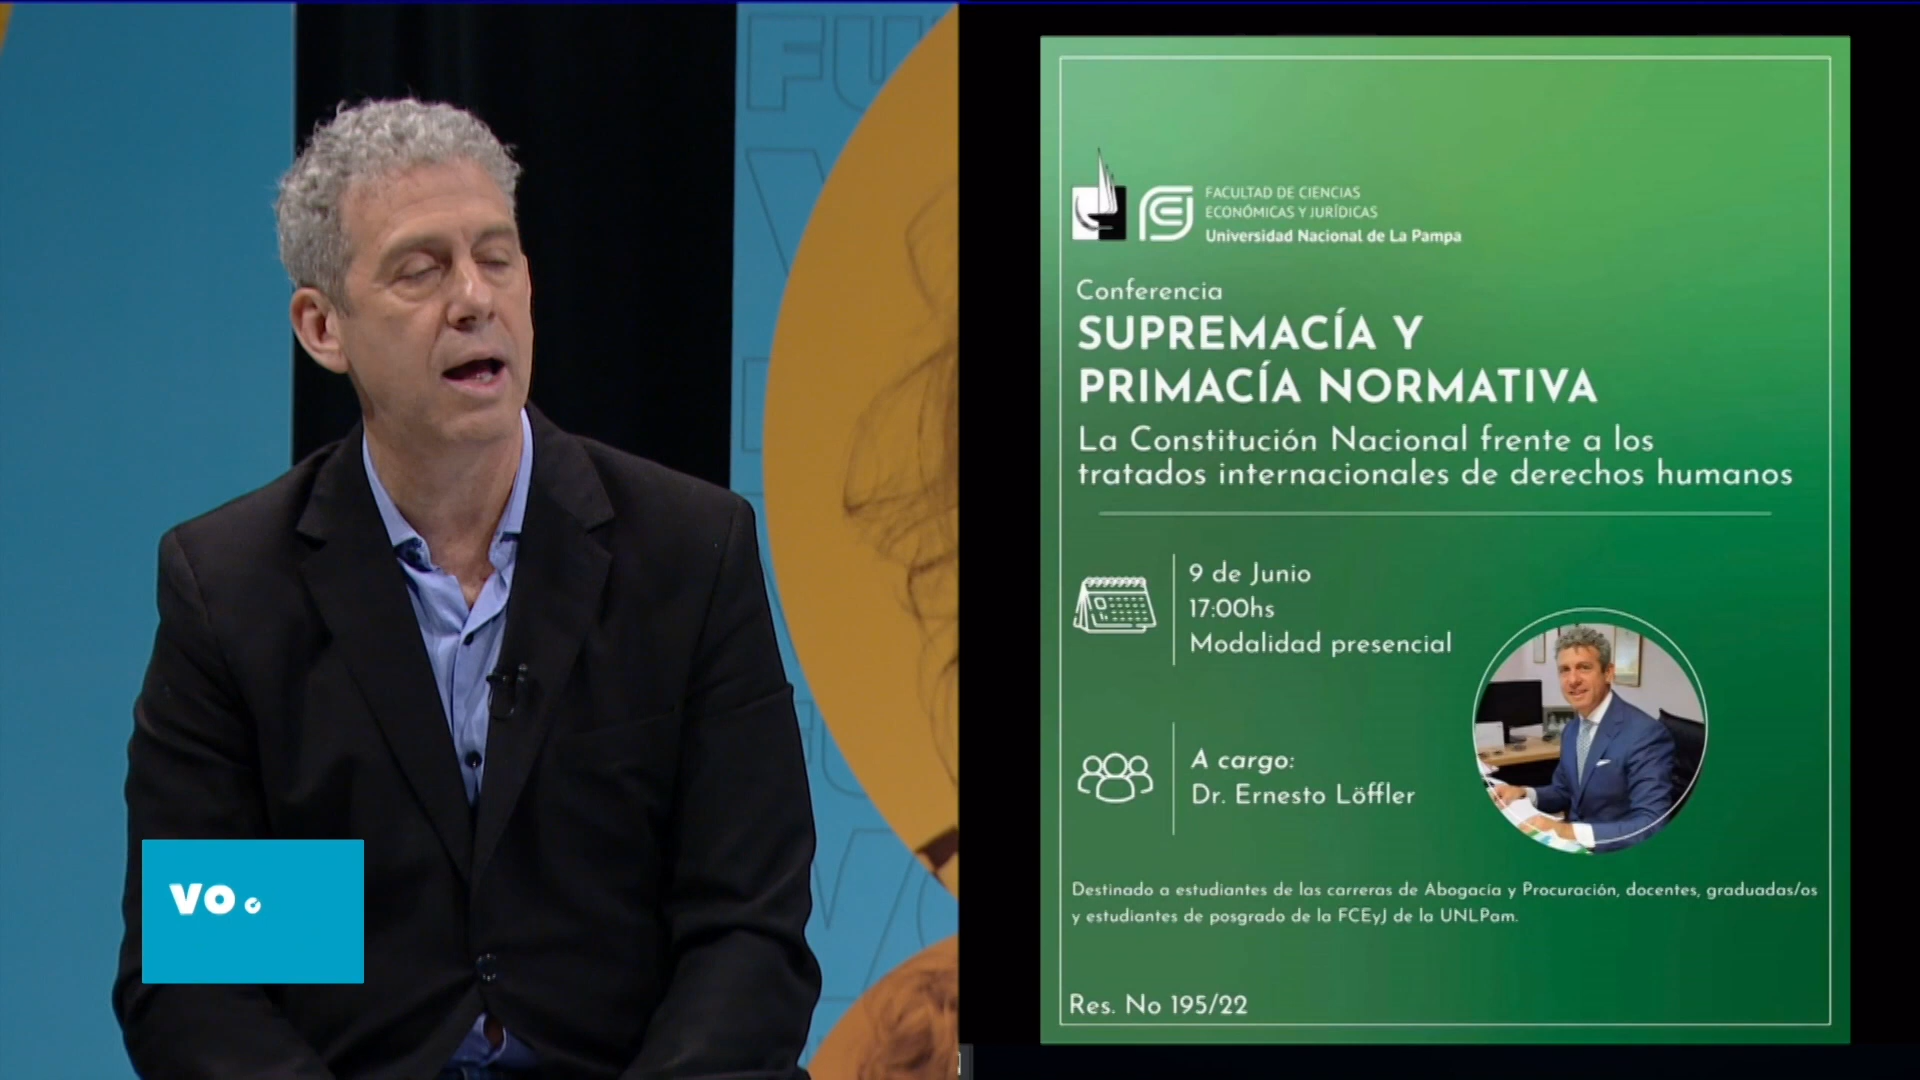 FU
VO
FACULTAD DE CIENCIAS
ECONÓMICAS Y JURÍDICAS
Universidad Nacional de La Pampa
Conferencia
SUPREMACÍA Y
PRIMACÍA NORMATIVA
La Constitución Nacional frente a los
tratados internacionales de derechos humanos
9 de Junio
17:00hs
Modalidad presencial
A cargo:
Dr. Ernesto Löffler
Destinado a estudiantes de las carreras de Abogacía y Procuración, docentes, graduadas/os
y estudiantes de posgrado de la FCEyJ de la UNLPam.
Res. No 195/22